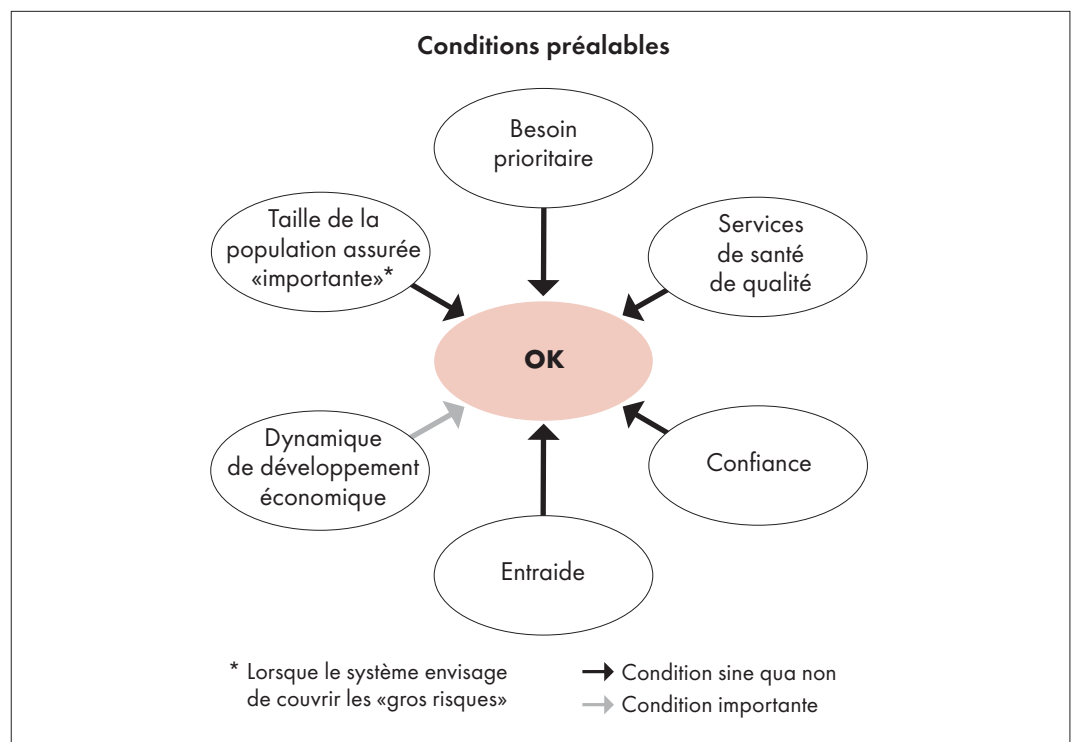 Conditions préalables
Besoin
prioritaire
Taille de la
population assurée
«importante»*
Services
de santé
de qualité
OK
Dynamique
de développement
économique
Confiance
Entraide
* Lorsque le système envisage
de couvrir les «gros risques»
Condition sine qua non
Condition importante